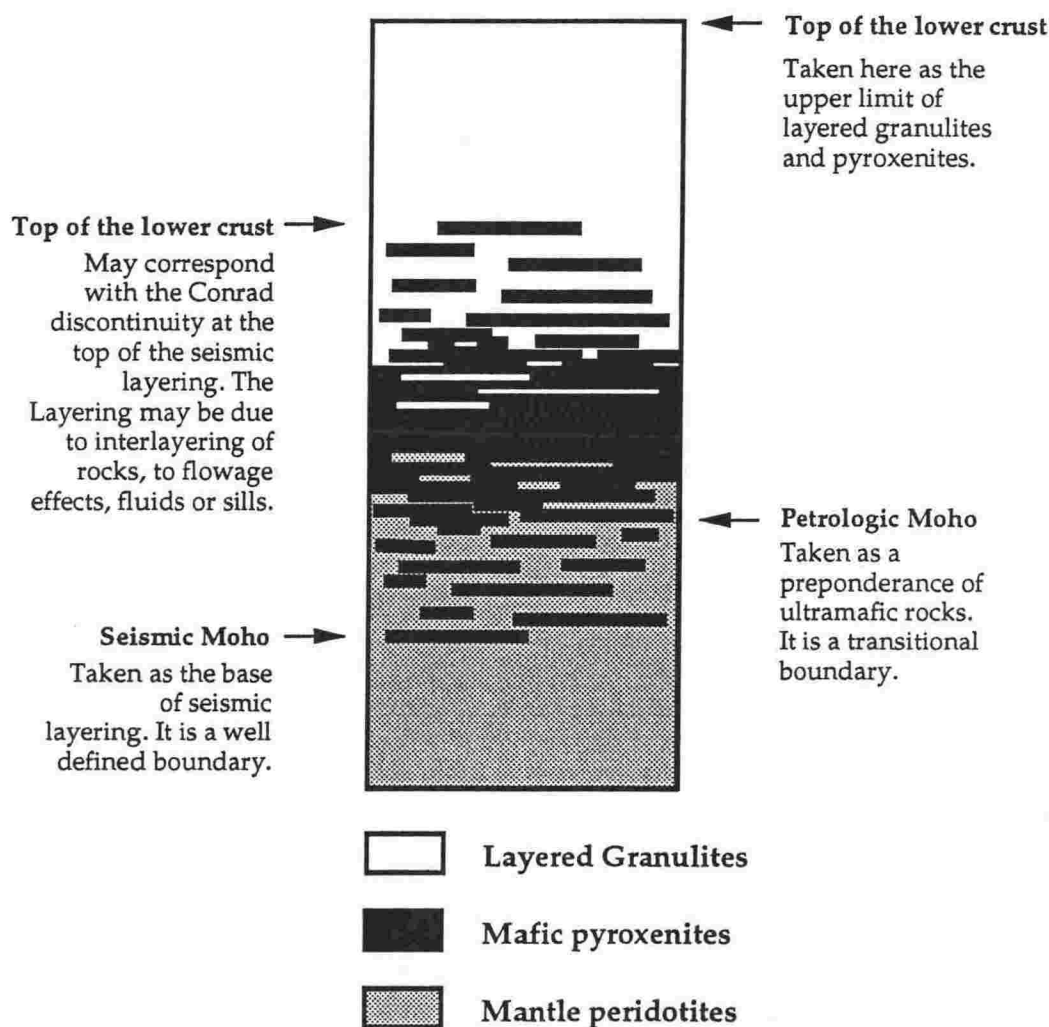 Top of the lower crust
Taken here as the
upper limit of
layered granulites
and pyroxenites.
Top of the lower crust
May correspond
with the Conrad
discontinuity at the
top of the seismic
layering. The
Layering may be due
to interlayering of
rocks, to flowage
effects, fluids or sills.
Petrologic Moho
Taken as a
preponderance of
ultramafic rocks.
It is a transitional
boundary.
Seismic Moho
Taken as the base
of seismic
layering. It is a well
defined boundary.
Layered Granulites
Mafic pyroxenites
Mantle peridotites